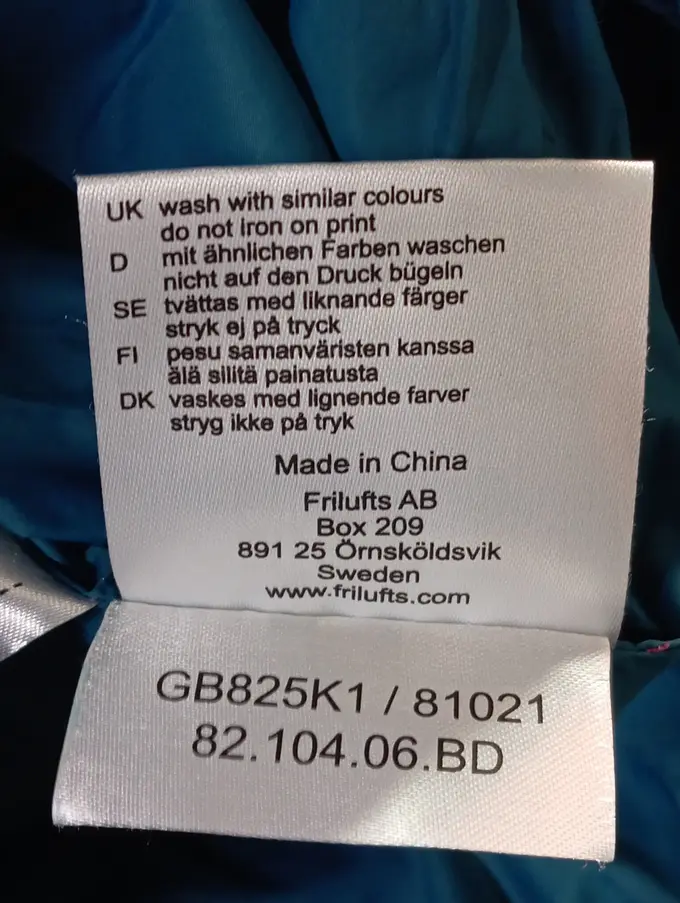 UK wash with similar colours
do not iron on print
D mit ähnlichen Farben waschen
nicht auf den Druck bügeln
SE tvättas med liknande färger
stryk ej på tryck
FI pesu samanväristen kanssa
älä silitä painatusta
DK vaskes med lignende farver
stryg ikke på tryk
Made in China
Frilufts AB
Box 209
891 25 Örnsköldsvik
Sweden
www.frilufts.com
GB825K1 / 81021
82.104.06.BD